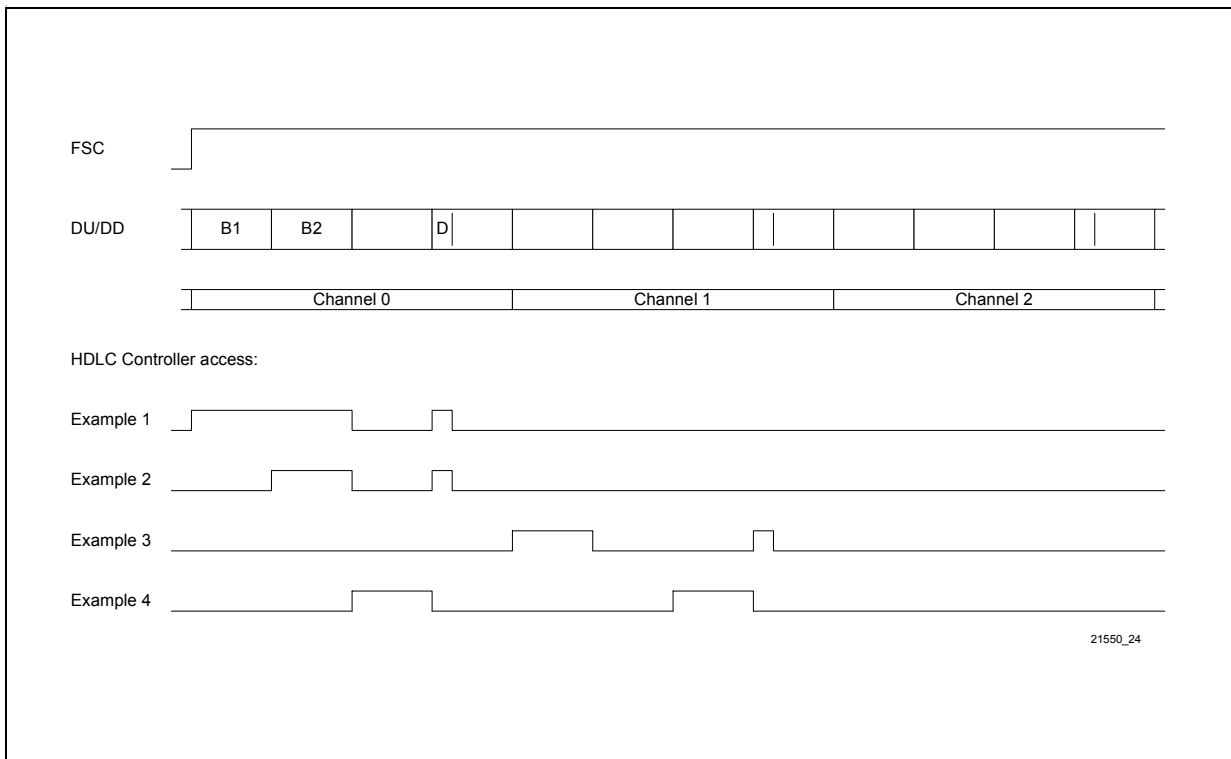 FSC
DU/DD B1 B2 D
Channel 0 Channel 1 Channel 2
HDLC Controller access:
Example 1
Example 2
Example 3
Example 4
21550_24